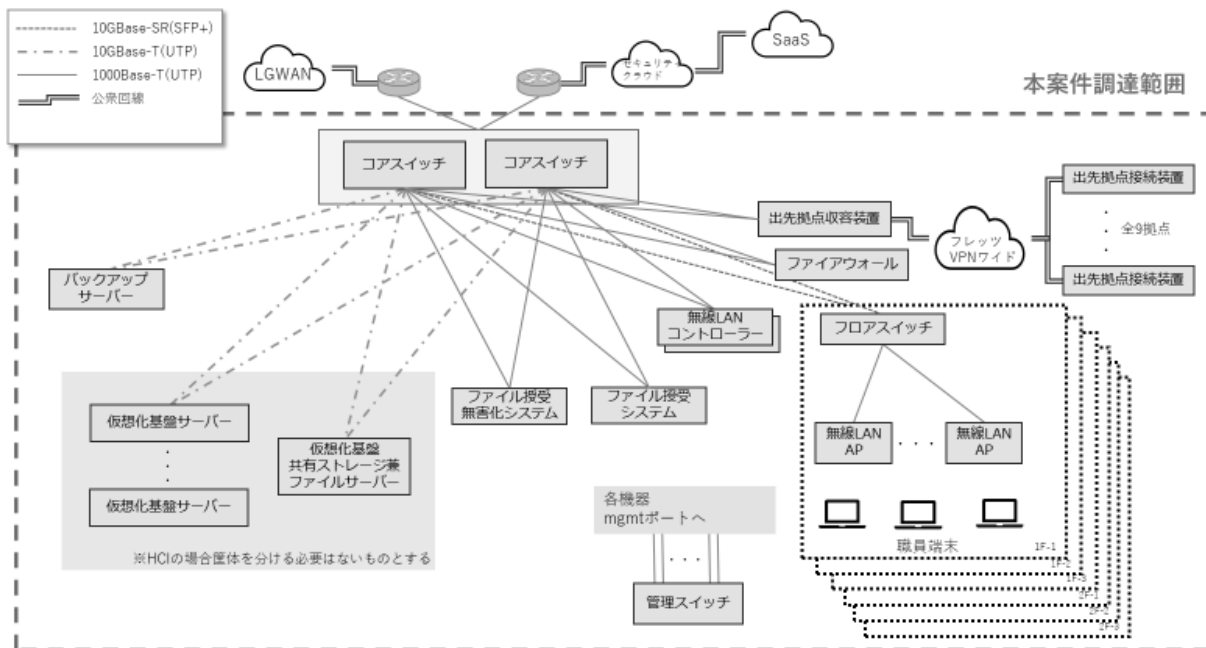 10GBase-SR(SFP+)
10GBase-T(UTP)
1000Base-T(UTP)
公衆回線
LGWAN
セキュリティ
クラウド
SaaS
本案件調達範囲
コアスイッチ
コアスイッチ
出先拠点接続装置
出先拠点収容装置
フレッツ
VPNワイド
全9拠点
ファイアウォール
出先拠点接続装置
バックアップ
サーバー
無線LAN
コントローラー
フロアスイッチ
仮想化基盤サーバー
ファイル授受
無害化システム
ファイル授受
システム
仮想化基盤
共有ストレージ兼
ファイルサーバー
無線LAN
AP
無線LAN
AP
仮想化基盤サーバー
各機器
mgmtポートへ
職員端末
1F-1
1F-2
1F-3
2F-1
2F-2
2F-3
※HCIの場合筐体を分ける必要はないものとする
管理スイッチ